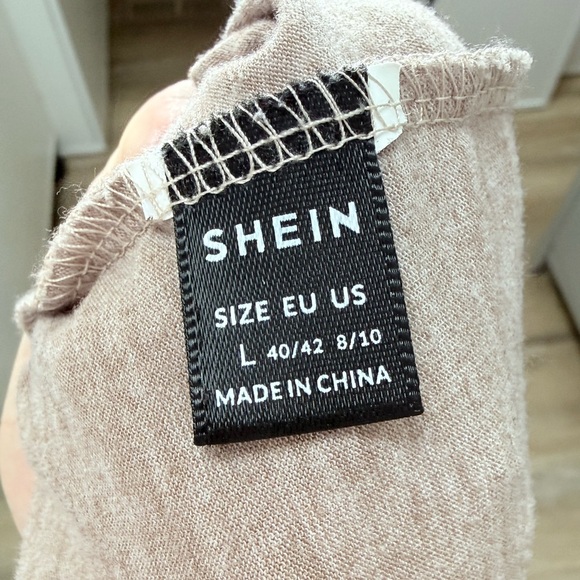 SHEIN
SIZE EU US
L 40/42 8/10
MADE IN CHINA